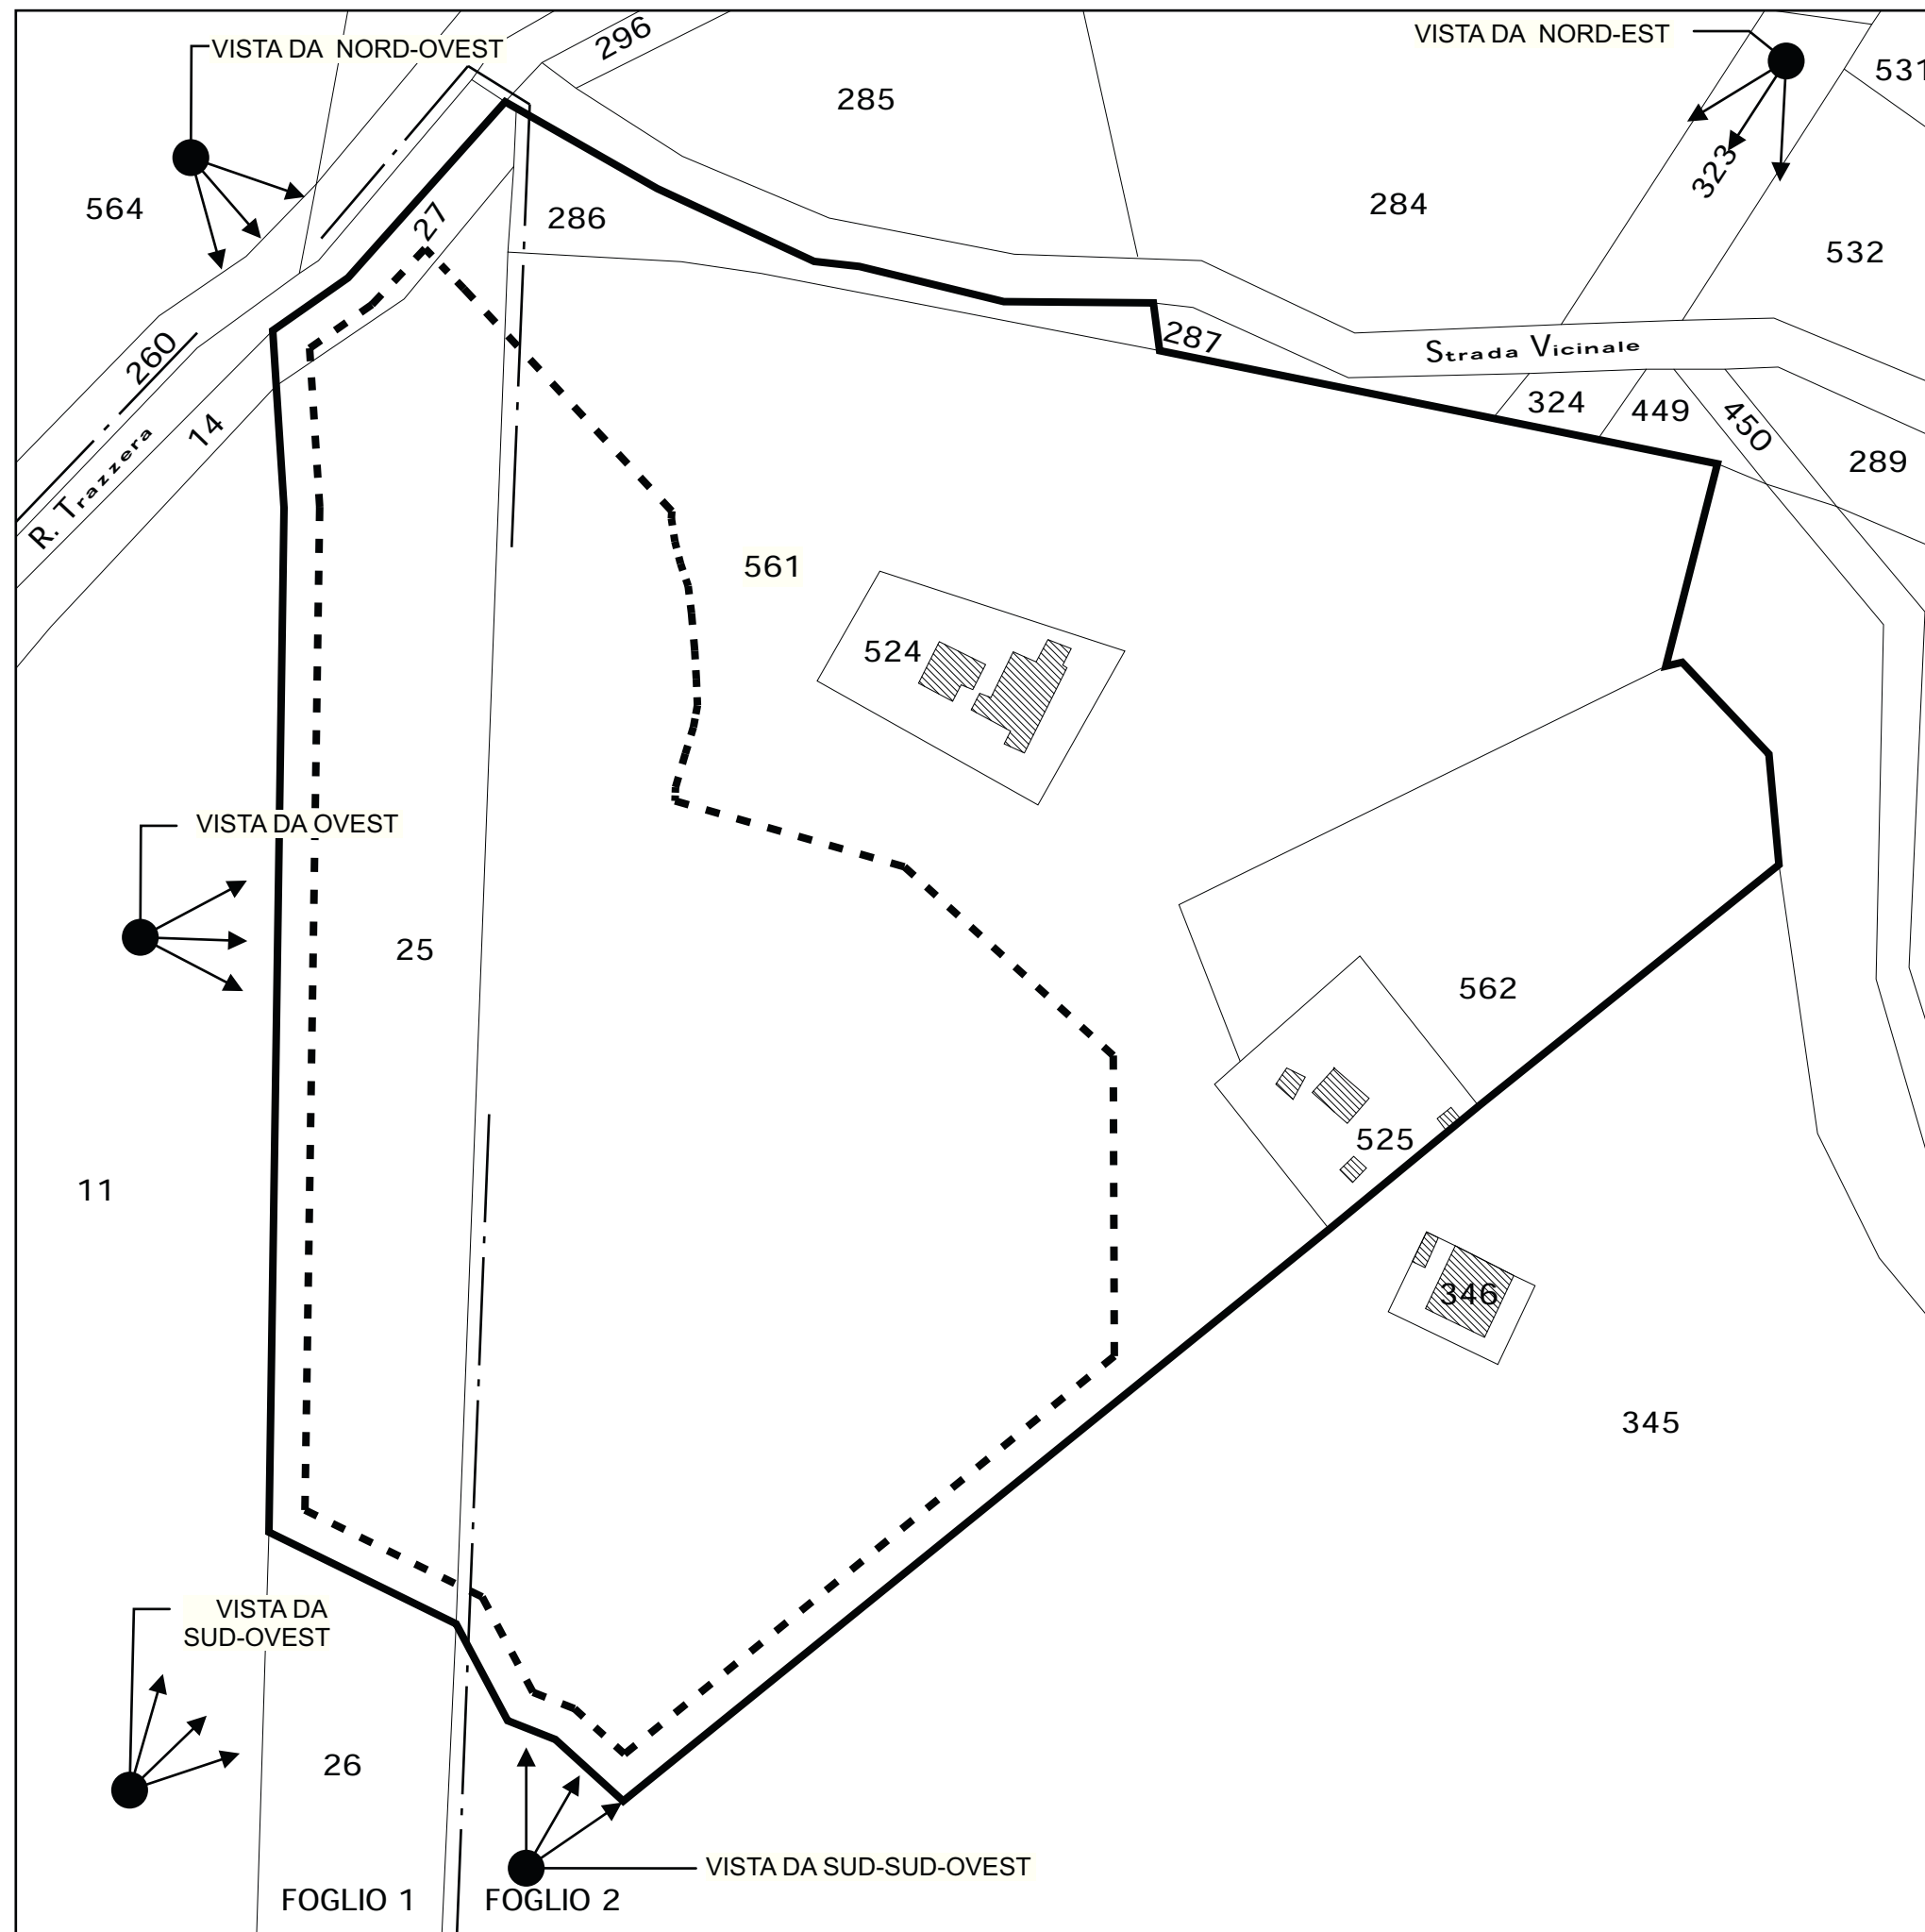 VISTA DA NORD-OVEST
296
VISTA DA NORD-EST
531
285
323
564
27
286
284
532
260
287
Strada Vicinale
14
R. Trazzera
324
449
450
289
561
524
VISTA DA OVEST
25
562
525
11
346
345
VISTA DA
SUD-OVEST
26
VISTA DA SUD-SUD-OVEST
FOGLIO 1
FOGLIO 2